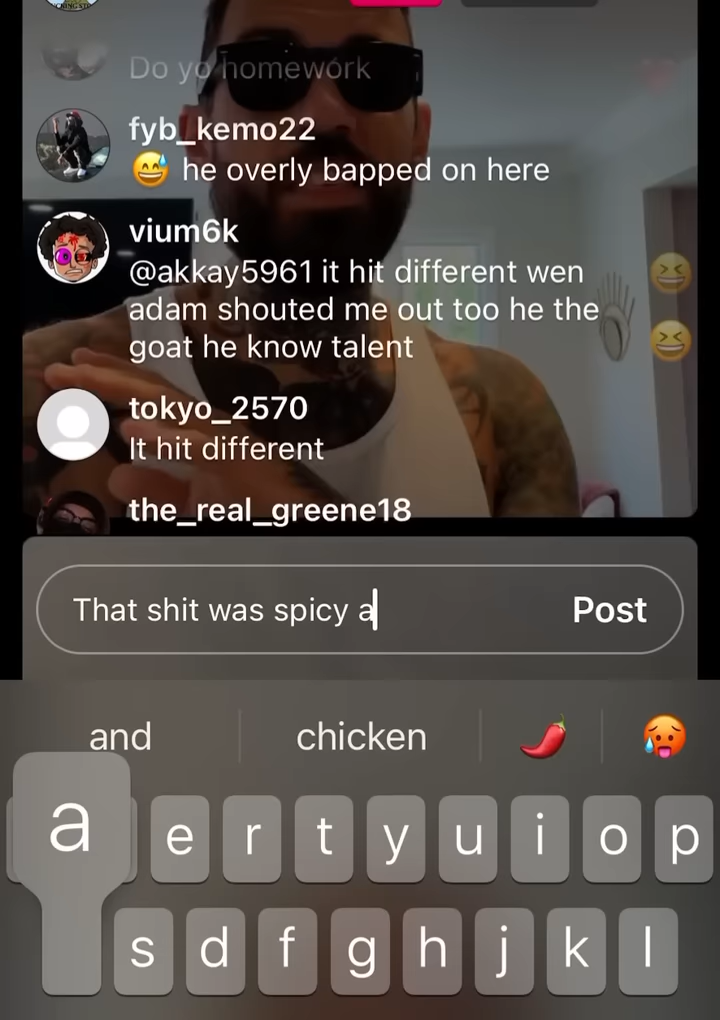 Do yo homework
fyb_kemo22
😅 he overly bapped on here
vium6k
@akkay5961 it hit different wen
adam shouted me out too he the
goat he know talent
tokyo_2570
It hit different
the_real_greene18
That shit was spicy a
Post
and chicken 🌶️ 🥵
a e r t y u i o p
s d f g h j k l